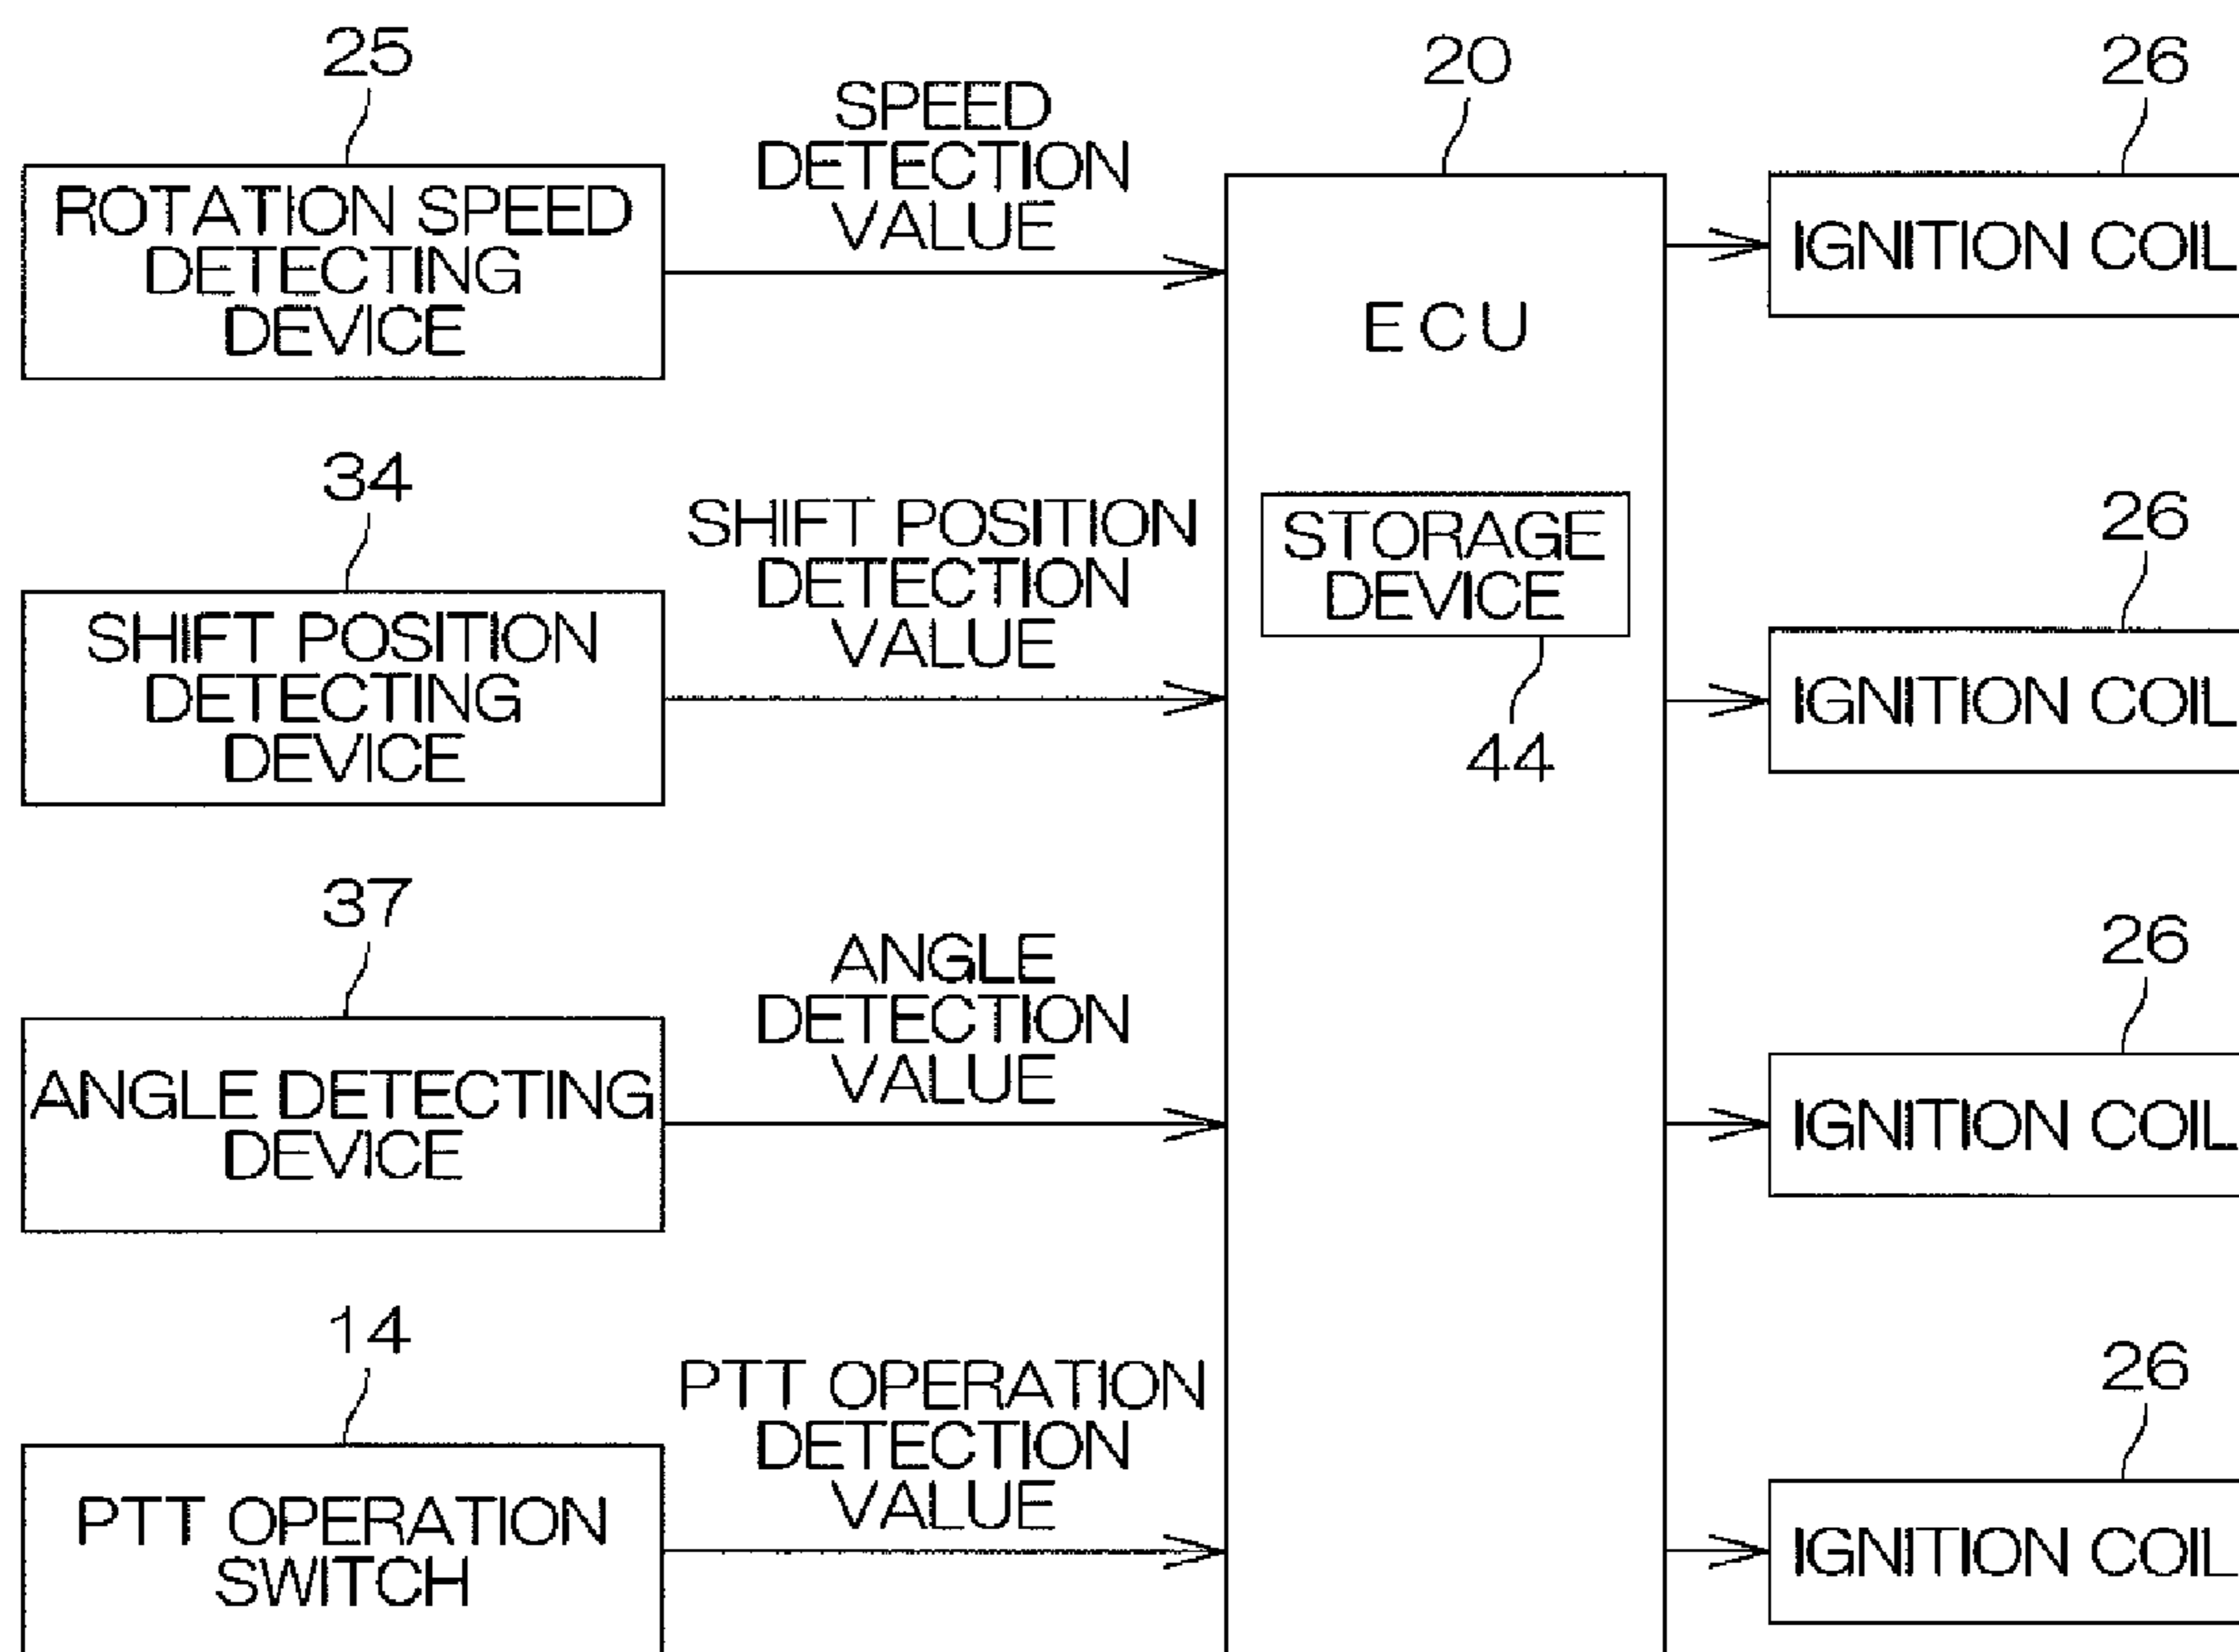 25
ROTATION SPEED
DETECTING
DEVICE
SPEED
DETECTION
VALUE
34
SHIFT POSITION
DETECTING
DEVICE
SHIFT POSITION
DETECTION
VALUE
37
ANGLE DETECTING
DEVICE
ANGLE
DETECTION
VALUE
14
PTT OPERATION
SWITCH
PTT OPERATION
DETECTION
VALUE
20
ECU
STORAGE
DEVICE
44
26
IGNITION COIL
26
IGNITION COIL
26
IGNITION COIL
26
IGNITION COIL